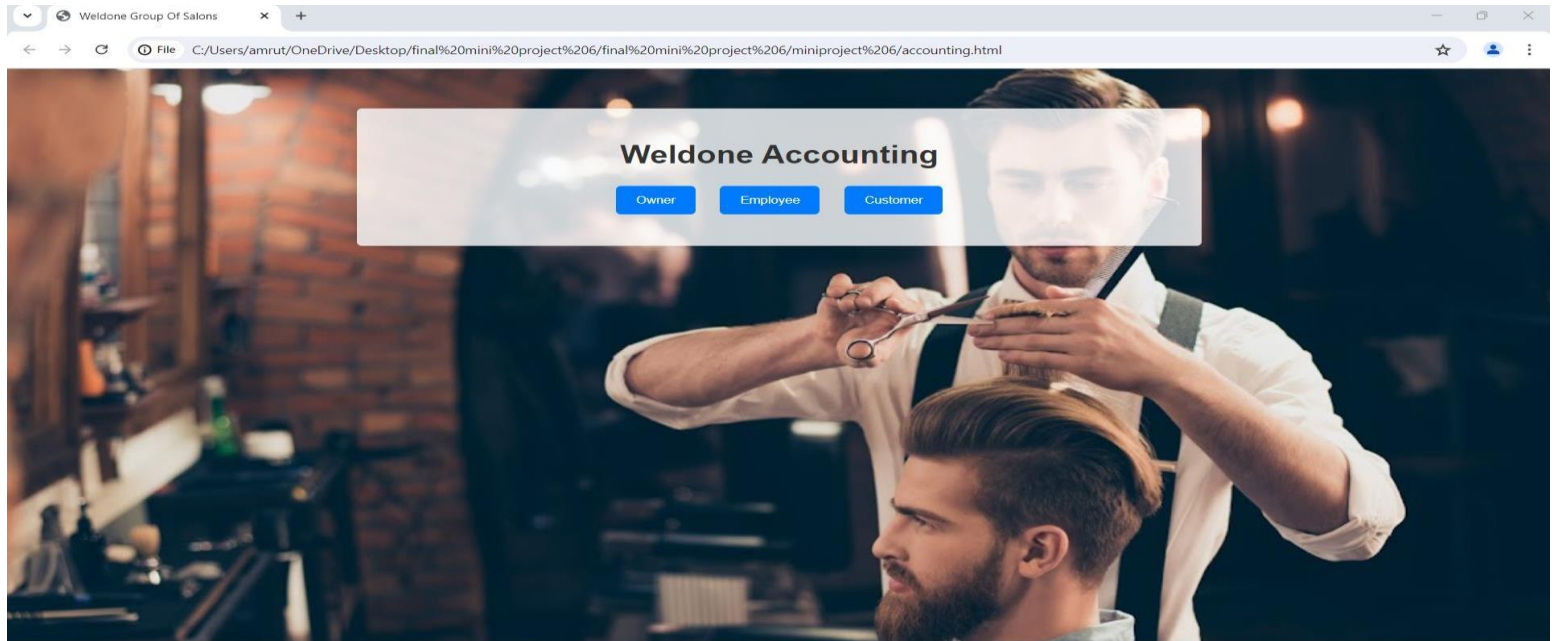 Weldone Group Of Salons
File C:/Users/amrut/OneDrive/Desktop/final%20mini%20project%206/final%20mini%20project%206/miniproject%206/accounting.html
Weldone Accounting
Owner Employee Customer